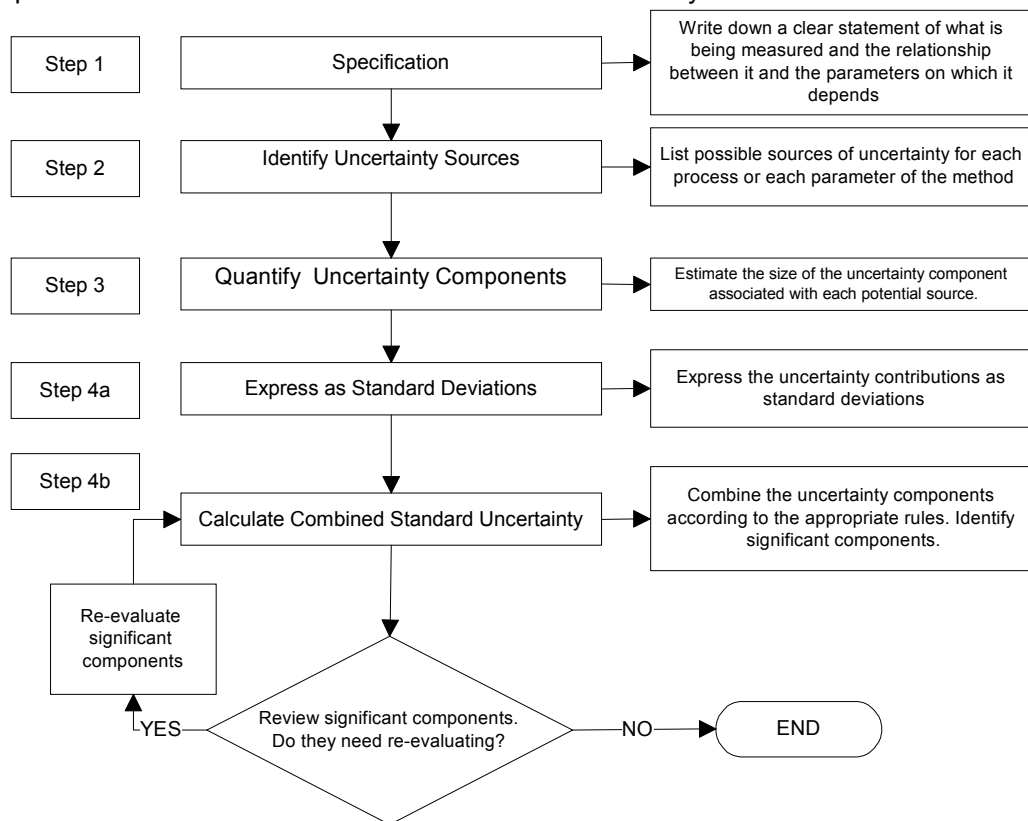 Step 1
Specification
Write down a clear statement of what is
being measured and the relationship
between it and the parameters on which it
depends
Step 2
Identify Uncertainty Sources
List possible sources of uncertainty for each
process or each parameter of the method
Step 3
Quantify Uncertainty Components
Estimate the size of the uncertainty component
associated with each potential source.
Step 4a
Express as Standard Deviations
Express the uncertainty contributions as
standard deviations
Step 4b
Calculate Combined Standard Uncertainty
Combine the uncertainty components
according to the appropriate rules. Identify
significant components.
Re-evaluate
significant
components
Review significant components.
Do they need re-evaluating?
YES
NO
END